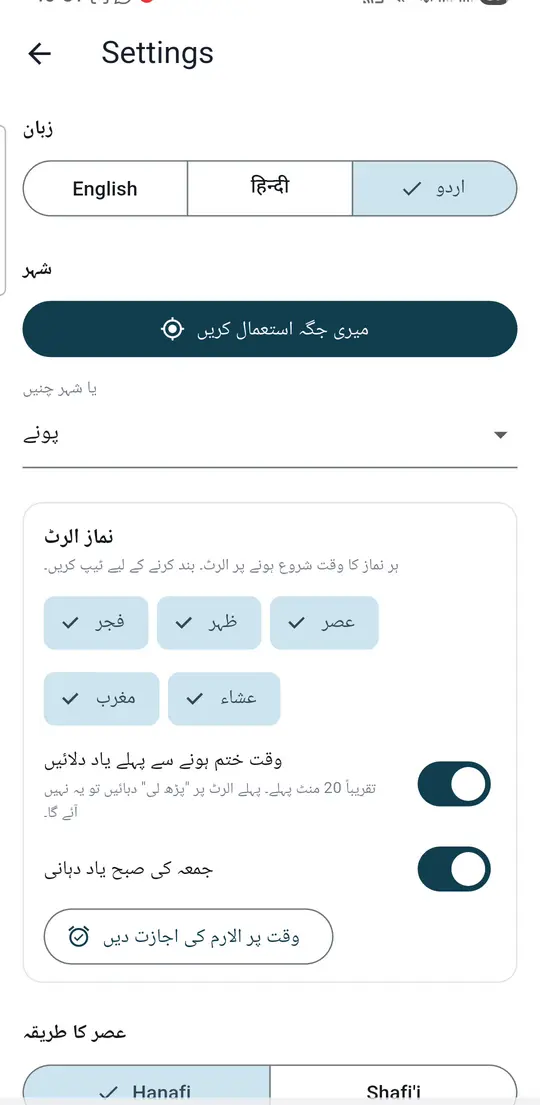 Settings
زبان
English
हिन्दी
اردو
شہر
میری جگہ استعمال کریں
یا شہر چنیں
پونے
نماز الرٹ
ہر نماز کا وقت شروع ہونے پر الرٹ۔ بند کرنے کے لیے ٹیپ کریں۔
فجر
ظہر
عصر
مغرب
عشاء
وقت ختم ہونے سے پہلے یاد دلائیں
تقریباً 20 منٹ پہلے۔ پہلے الرٹ پر "پڑھ لی" دبائیں تو یہ نہیں
آئے گا۔
جمعہ کی صبح یاد دہانی
وقت پر الارم کی اجازت دیں
عصر کا طریقہ
Hanafi
Shafi'i